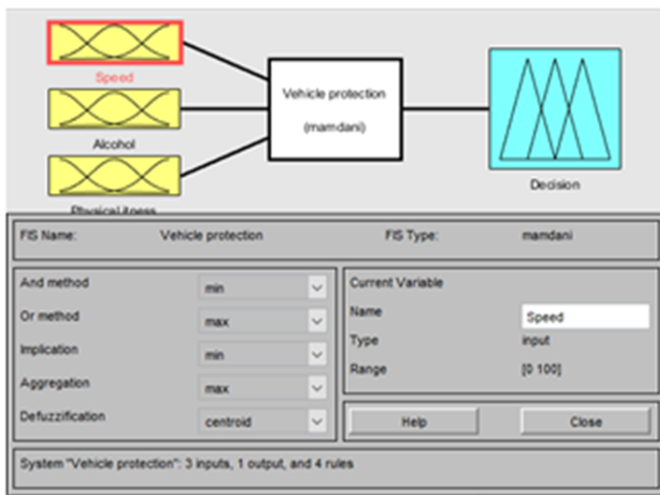 Speed
Vehicle protection
(mamdani)
Alcohol
Physical itness
Decision
FIS Name: Vehicle protection FIS Type: mamdani
And method min
Or method max
Implication min
Aggregation max
Defuzzification centroid
Current Variable
Name Speed
Type input
Range [0 100]
Help Close
System "Vehicle protection": 3 inputs, 1 output, and 4 rules